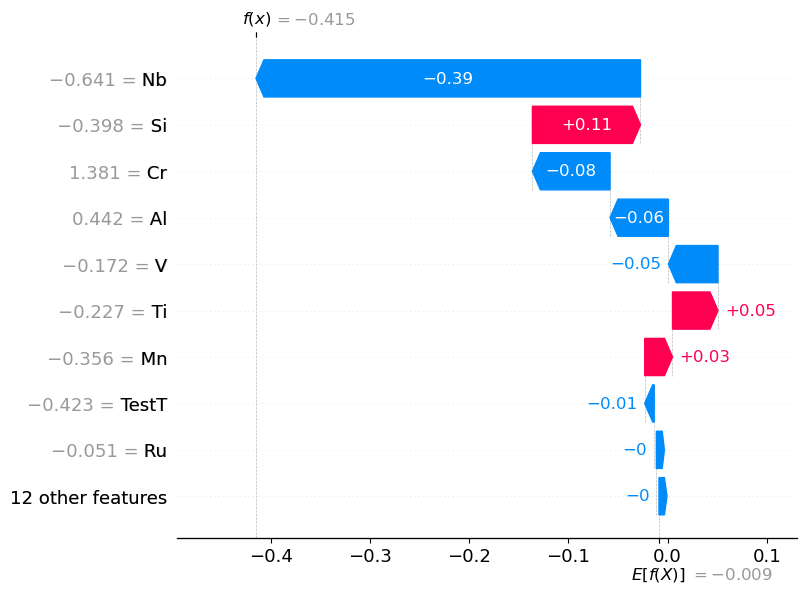 f(x) = −0.415
−0.641 = Nb
−0.39
−0.398 = Si
+0.11
1.381 = Cr
−0.08
0.442 = Al
−0.06
−0.172 = V
−0.05
−0.227 = Ti
+0.05
−0.356 = Mn
+0.03
−0.423 = TestT
−0.01
−0.051 = Ru
−0
12 other features
−0
−0.4 −0.3 −0.2 −0.1 0.0 0.1
E[f(X)] = −0.009